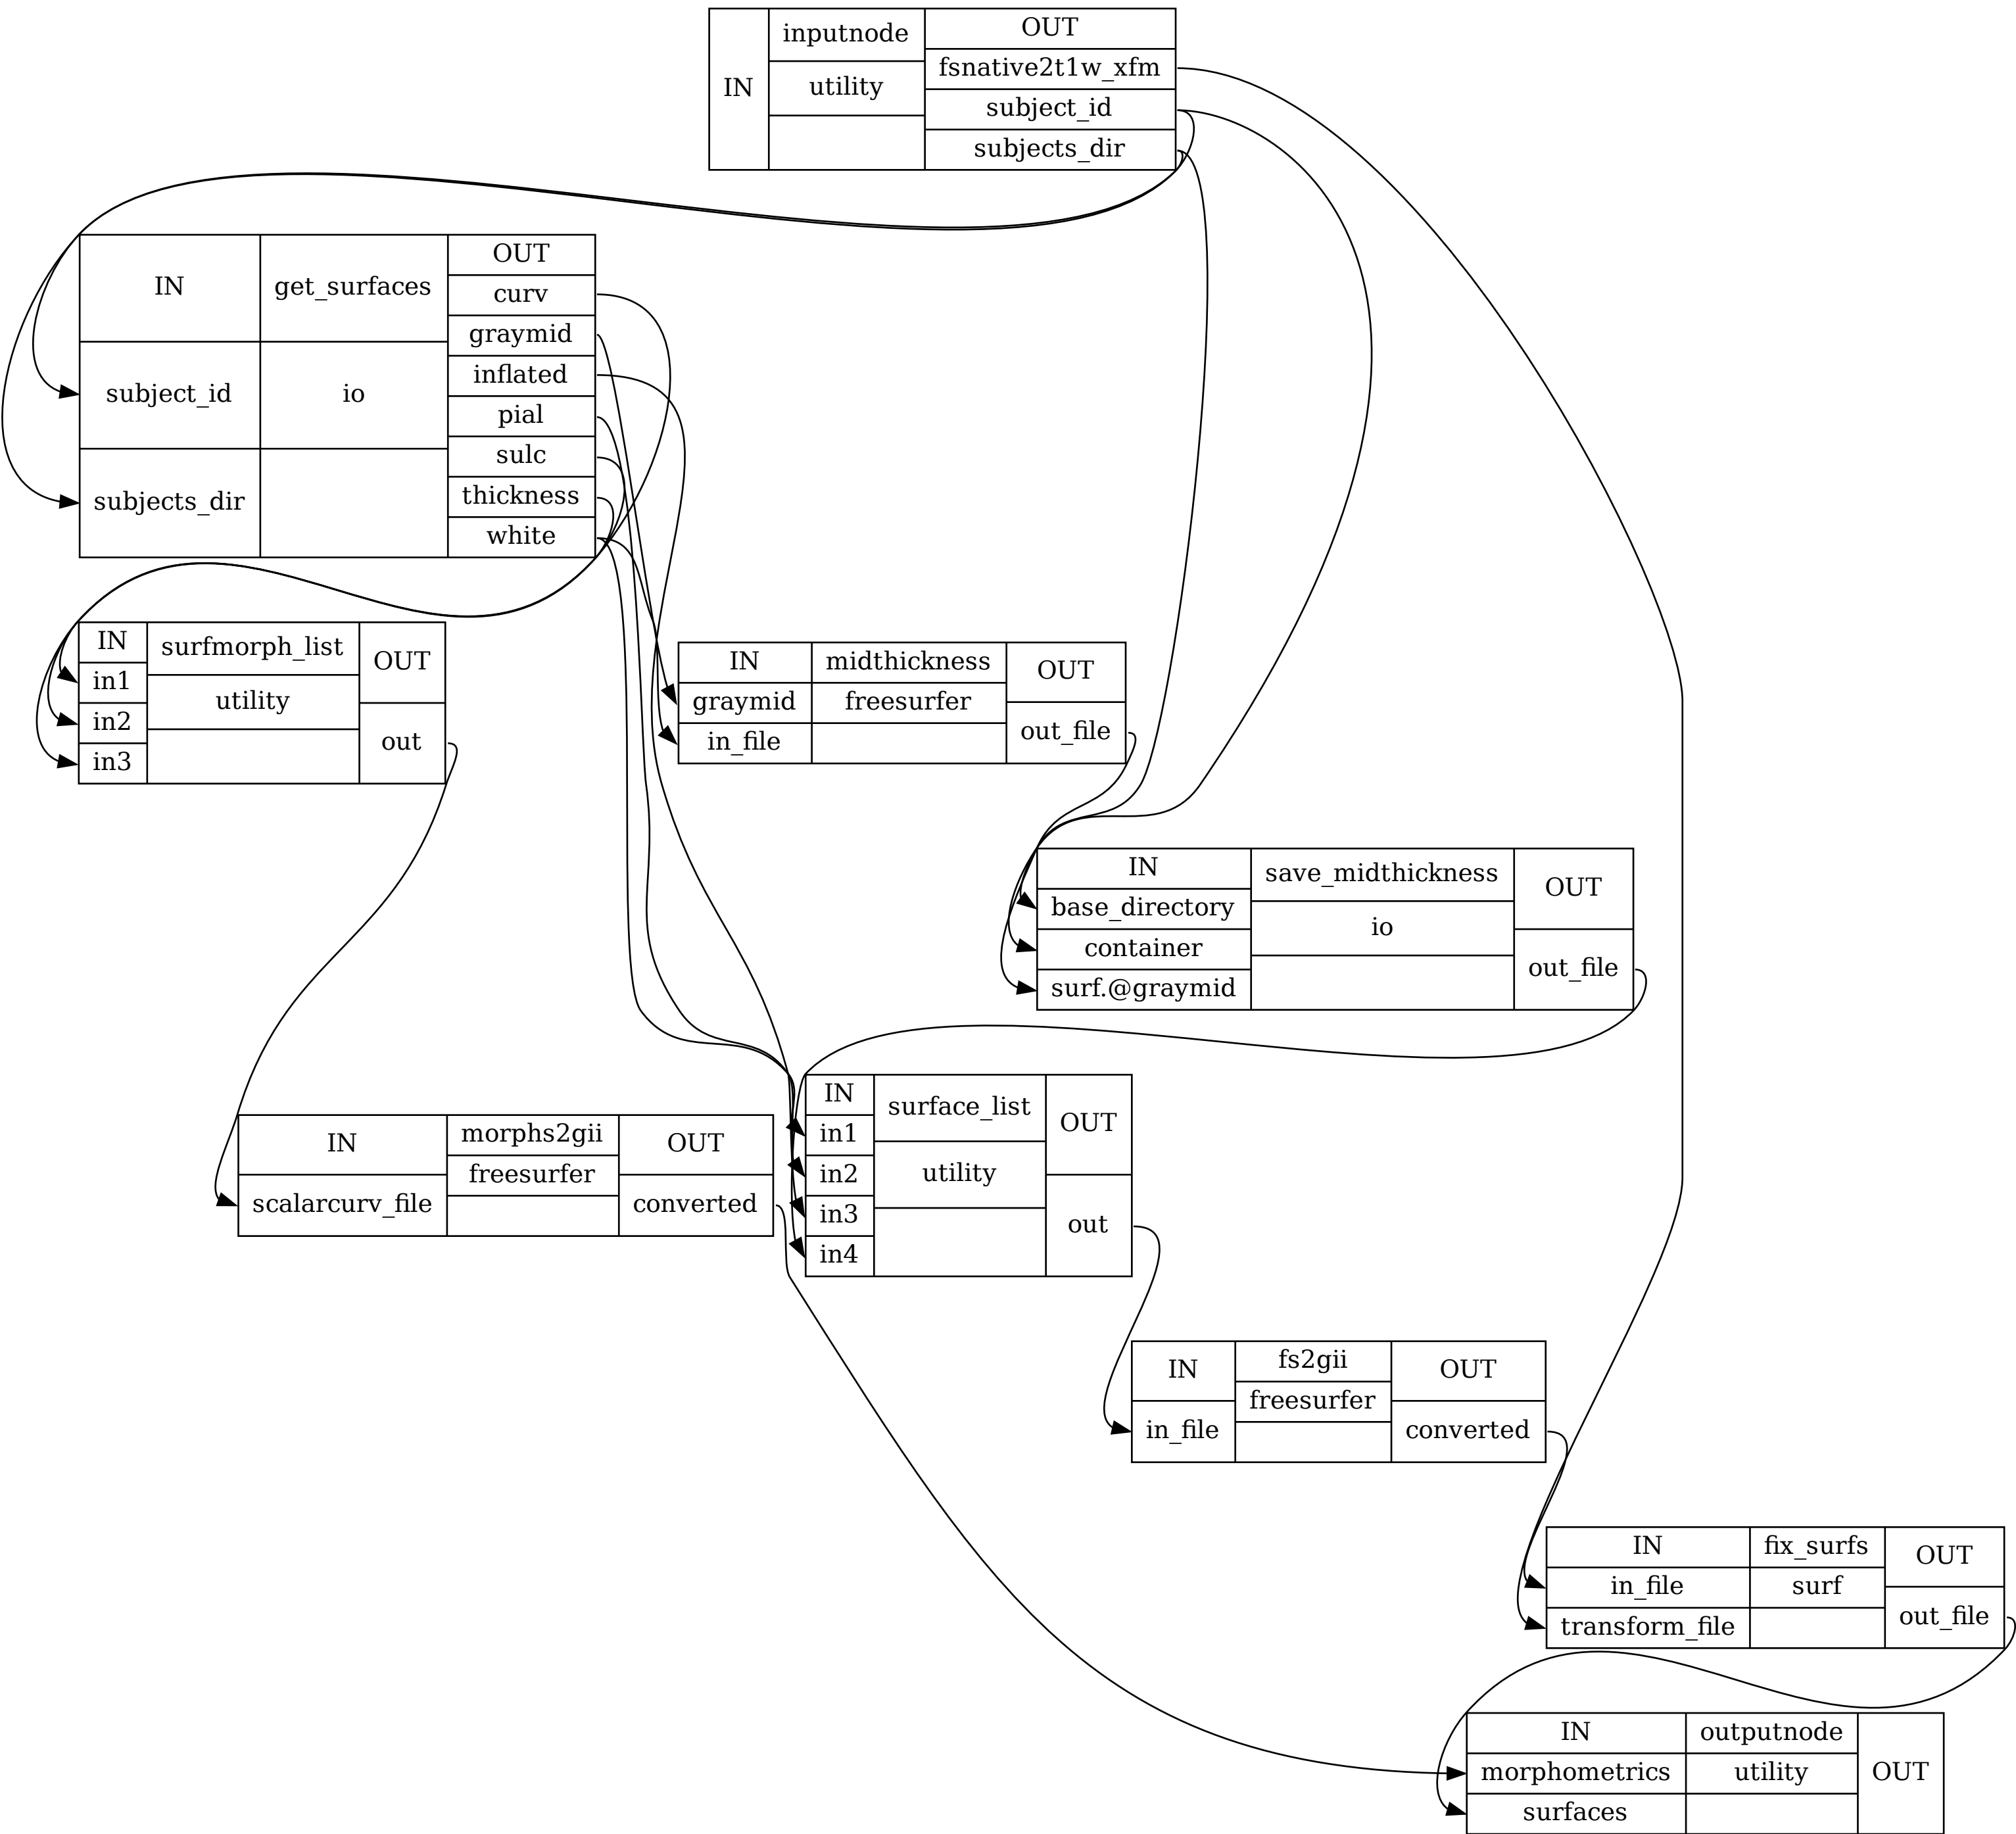 IN
inputnode
utility
OUT
fsnative2t1w_xfm
subject_id
subjects_dir
IN
subject_id
subjects_dir
get_surfaces
io
OUT
curv
graymid
inflated
pial
sulc
thickness
white
IN
in1
in2
in3
surfmorph_list
utility
OUT
out
IN
graymid
in_file
midthickness
freesurfer
OUT
out_file
IN
base_directory
container
surf.@graymid
save_midthickness
io
OUT
out_file
IN
scalarcurv_file
morphs2gii
freesurfer
OUT
converted
IN
in1
in2
in3
in4
surface_list
utility
OUT
out
IN
in_file
fs2gii
freesurfer
OUT
converted
IN
in_file
transform_file
fix_surfs
surf
OUT
out_file
IN
morphometrics
surfaces
outputnode
utility
OUT